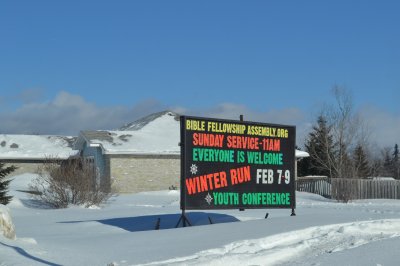 BIBLE FELLOWSHIP ASSEMBLY.ORG
SUNDAY SERVICE-11AM
EVERYONE IS WELCOME
WINTER RUN FEB 7-9
YOUTH CONFERENCE